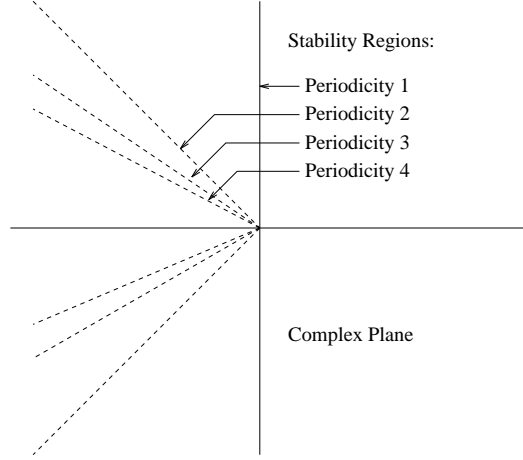 Stability Regions:
Periodicity 1
Periodicity 2
Periodicity 3
Periodicity 4
Complex Plane